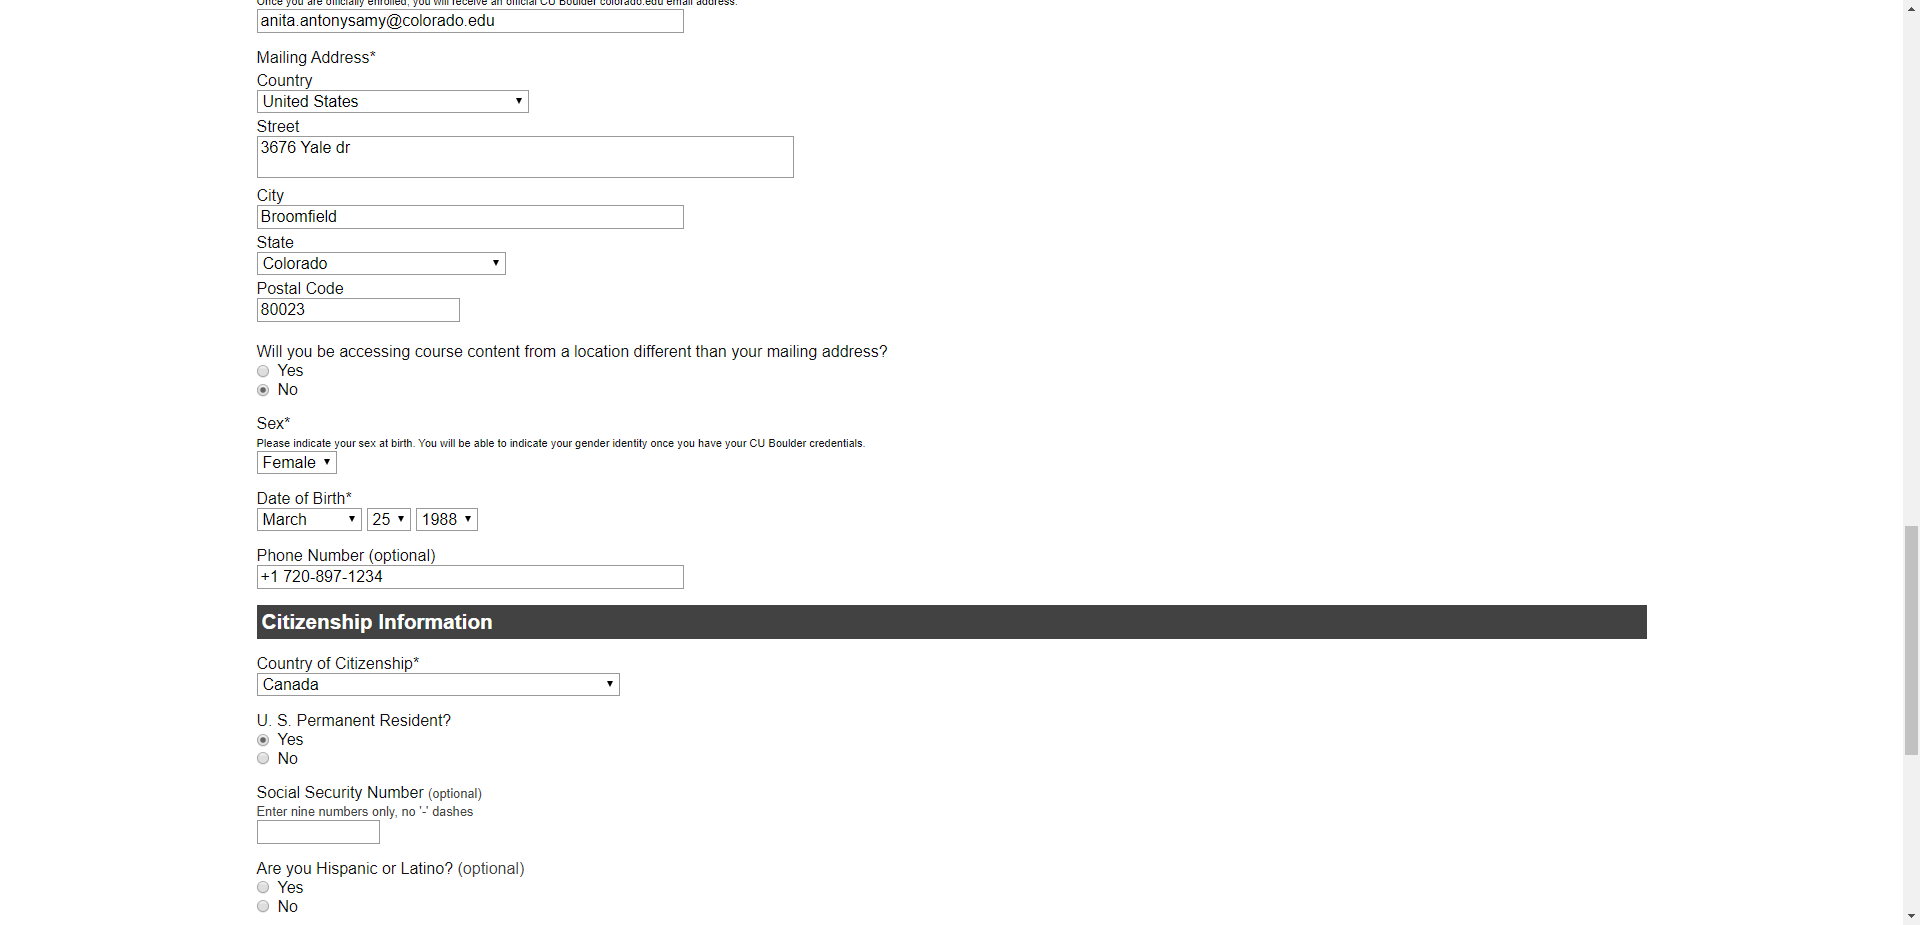 Once you are officially enrolled, you will receive an official CU Boulder colorado.edu email address.
anita.antonysamy@colorado.edu
Mailing Address*
Country
United States
Street
3676 Yale dr
City
Broomfield
State
Colorado
Postal Code
80023
Will you be accessing course content from a location different than your mailing address?
Yes
No
Sex*
Please indicate your sex at birth. You will be able to indicate your gender identity once you have your CU Boulder credentials.
Female
Date of Birth*
March 25 1988
Phone Number (optional)
+1 720-897-1234
Citizenship Information
Country of Citizenship*
Canada
U. S. Permanent Resident?
Yes
No
Social Security Number (optional)
Enter nine numbers only, no '-' dashes
Are you Hispanic or Latino? (optional)
Yes
No